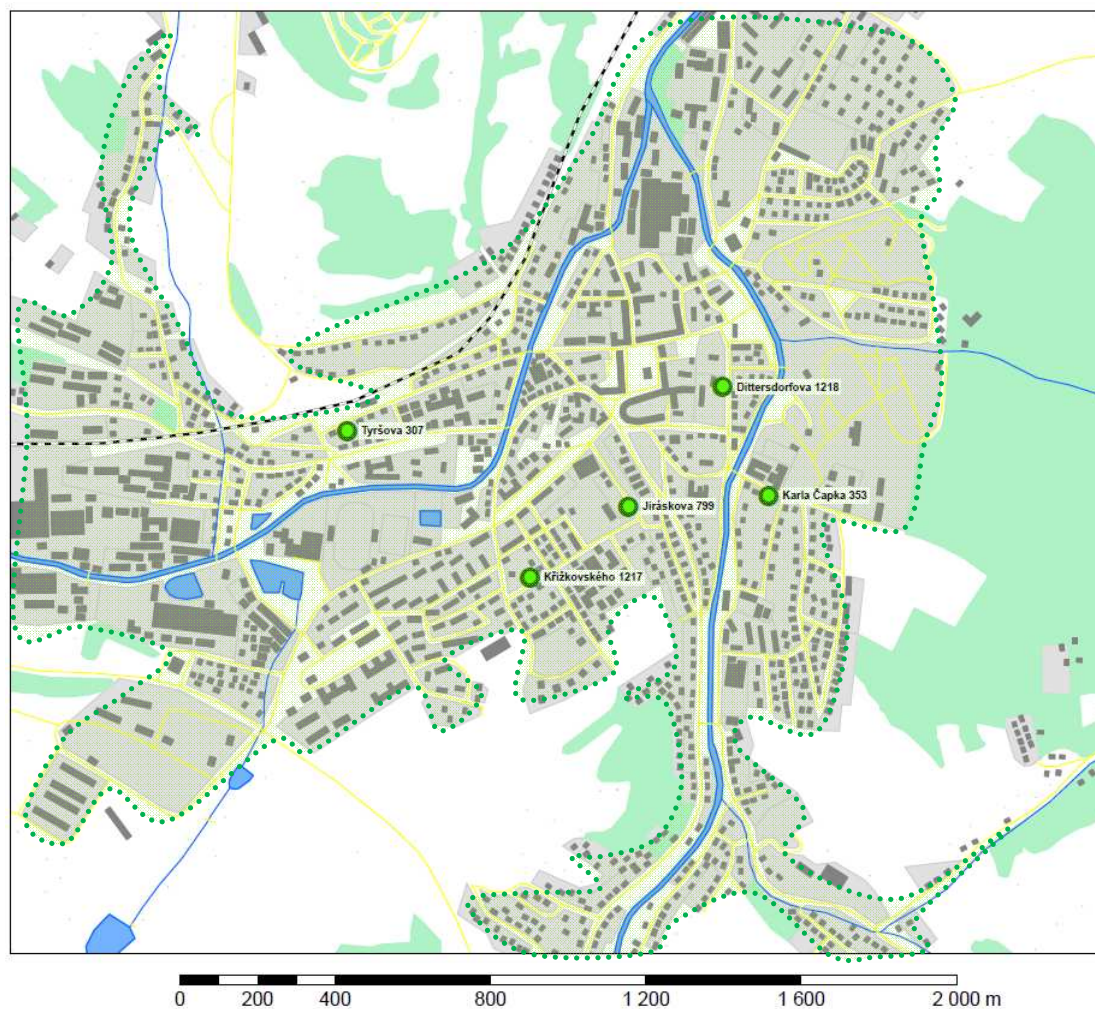 Dittersdorfova 1218
Tyršova 307
Karla Čapka 353
Jiráskova 799
Křížkovského 1217
0 200 400 800 1 200 1 600 2 000 m